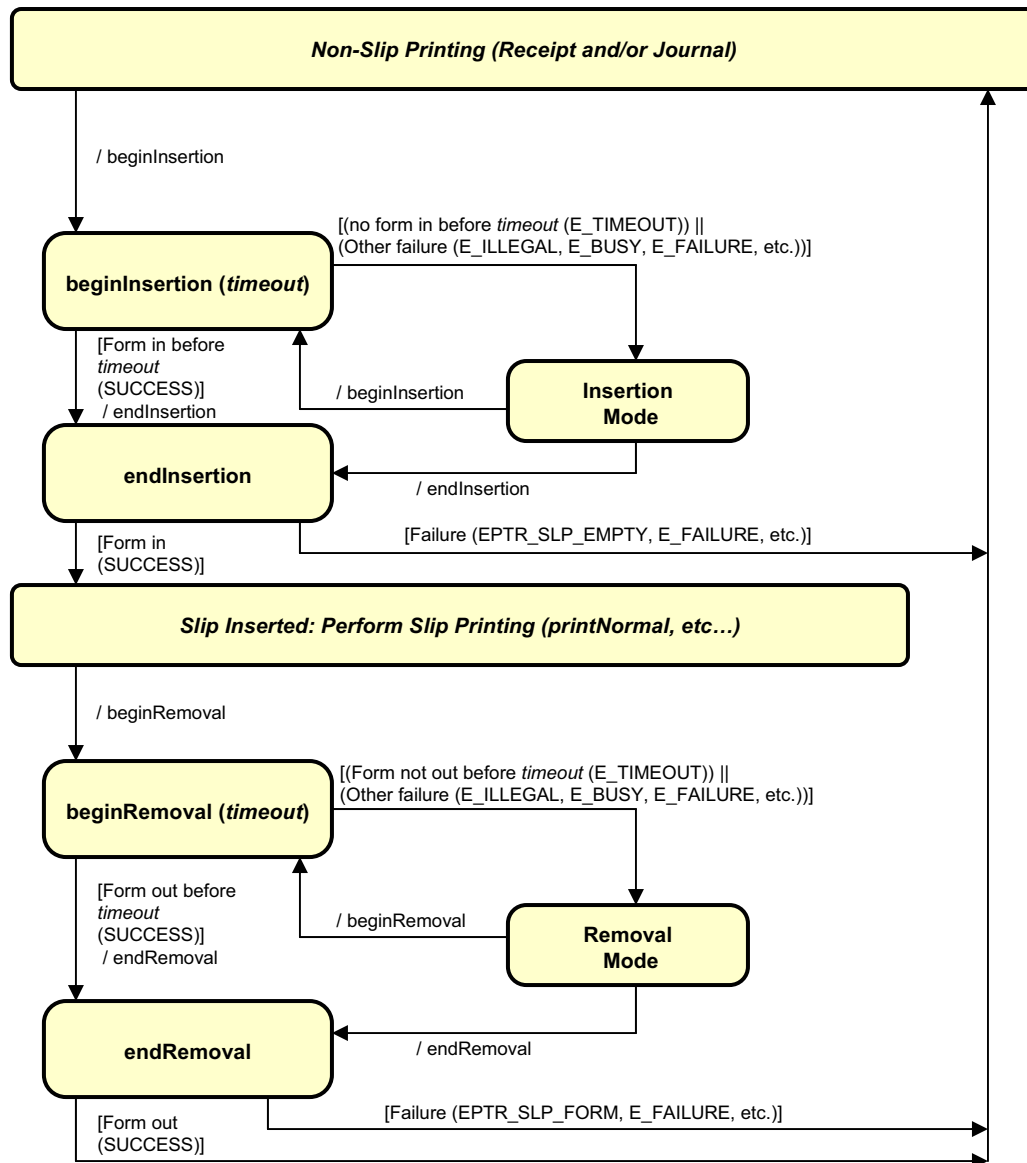 Non-Slip Printing (Receipt and/or Journal)
/ beginInsertion
[(no form in before timeout (E_TIMEOUT)) ||
(Other failure (E_ILLEGAL, E_BUSY, E_FAILURE, etc.))]
beginInsertion (timeout)
[Form in before
timeout
(SUCCESS)]
/ endInsertion
/ beginInsertion
Insertion
Mode
endInsertion
/ endInsertion
[Form in
(SUCCESS)]
[Failure (EPTR_SLP_EMPTY, E_FAILURE, etc.)]
Slip Inserted: Perform Slip Printing (printNormal, etc…)
/ beginRemoval
[(Form not out before timeout (E_TIMEOUT)) ||
(Other failure (E_ILLEGAL, E_BUSY, E_FAILURE, etc.))]
beginRemoval (timeout)
[Form out before
timeout
(SUCCESS)]
/ endRemoval
/ beginRemoval
Removal
Mode
endRemoval
/ endRemoval
[Form out
(SUCCESS)]
[Failure (EPTR_SLP_FORM, E_FAILURE, etc.)]